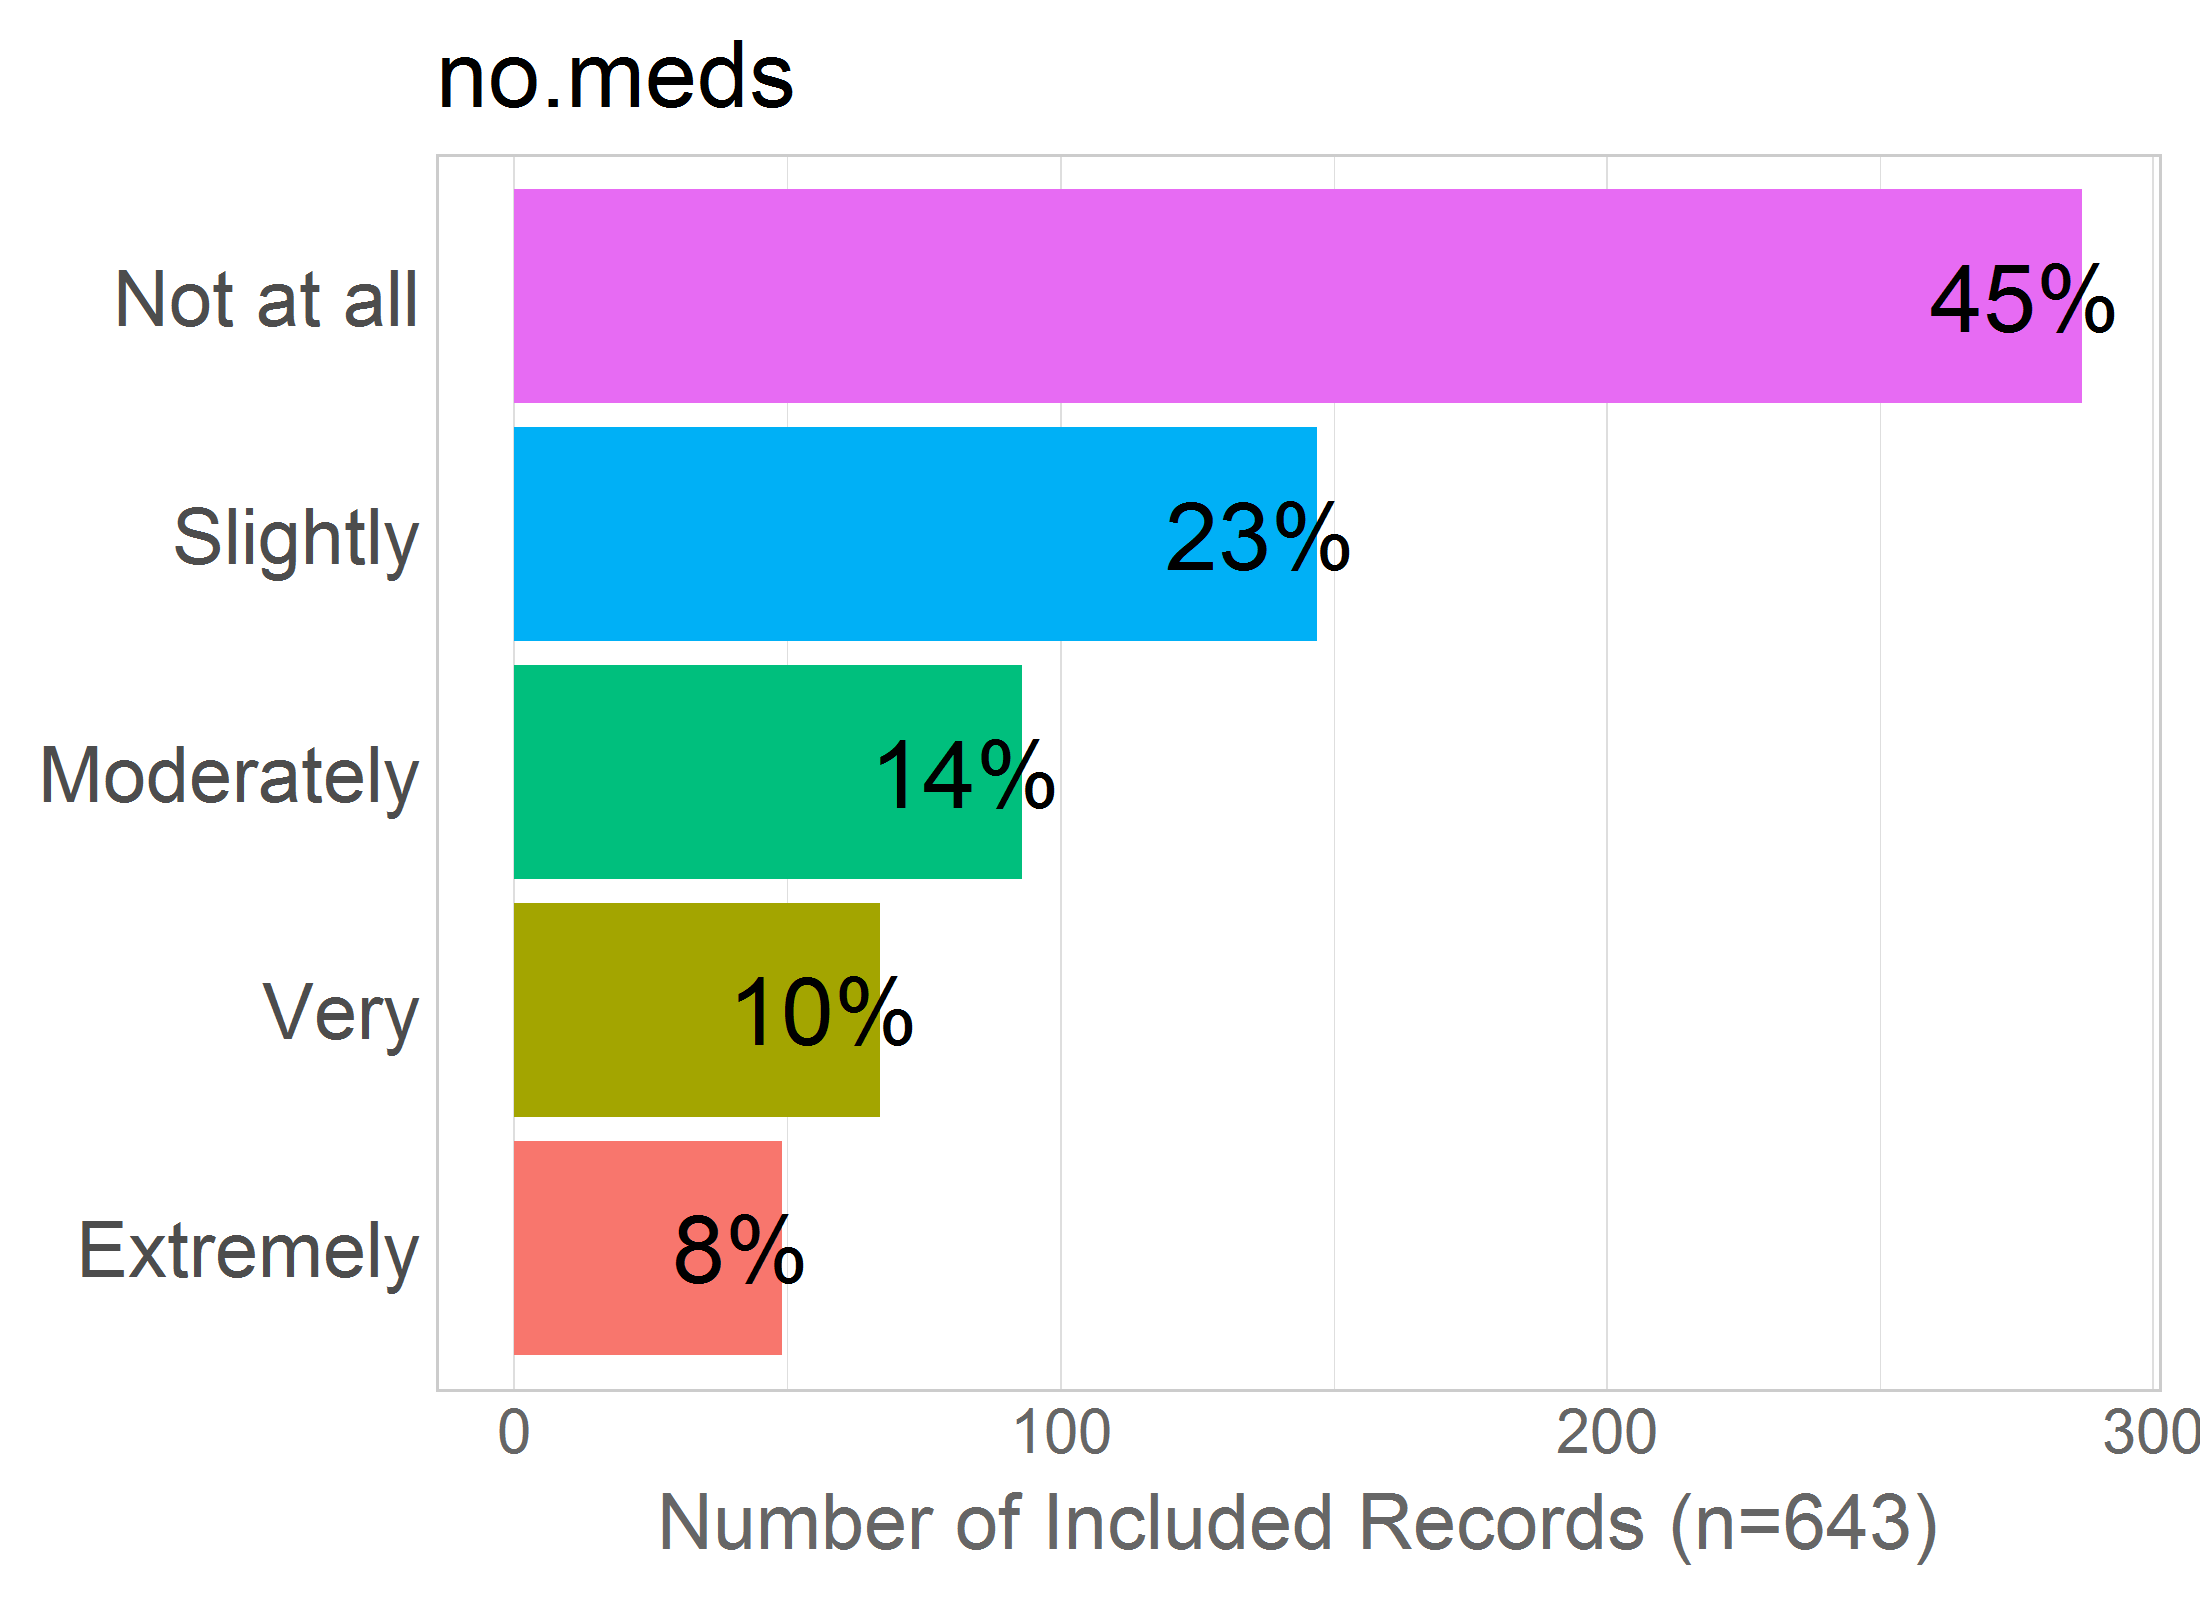 no.meds
Not at all
45%
Slightly
23%
Moderately
14%
Very
10%
Extremely
8%
0 100 200 300
Number of Included Records (n=643)